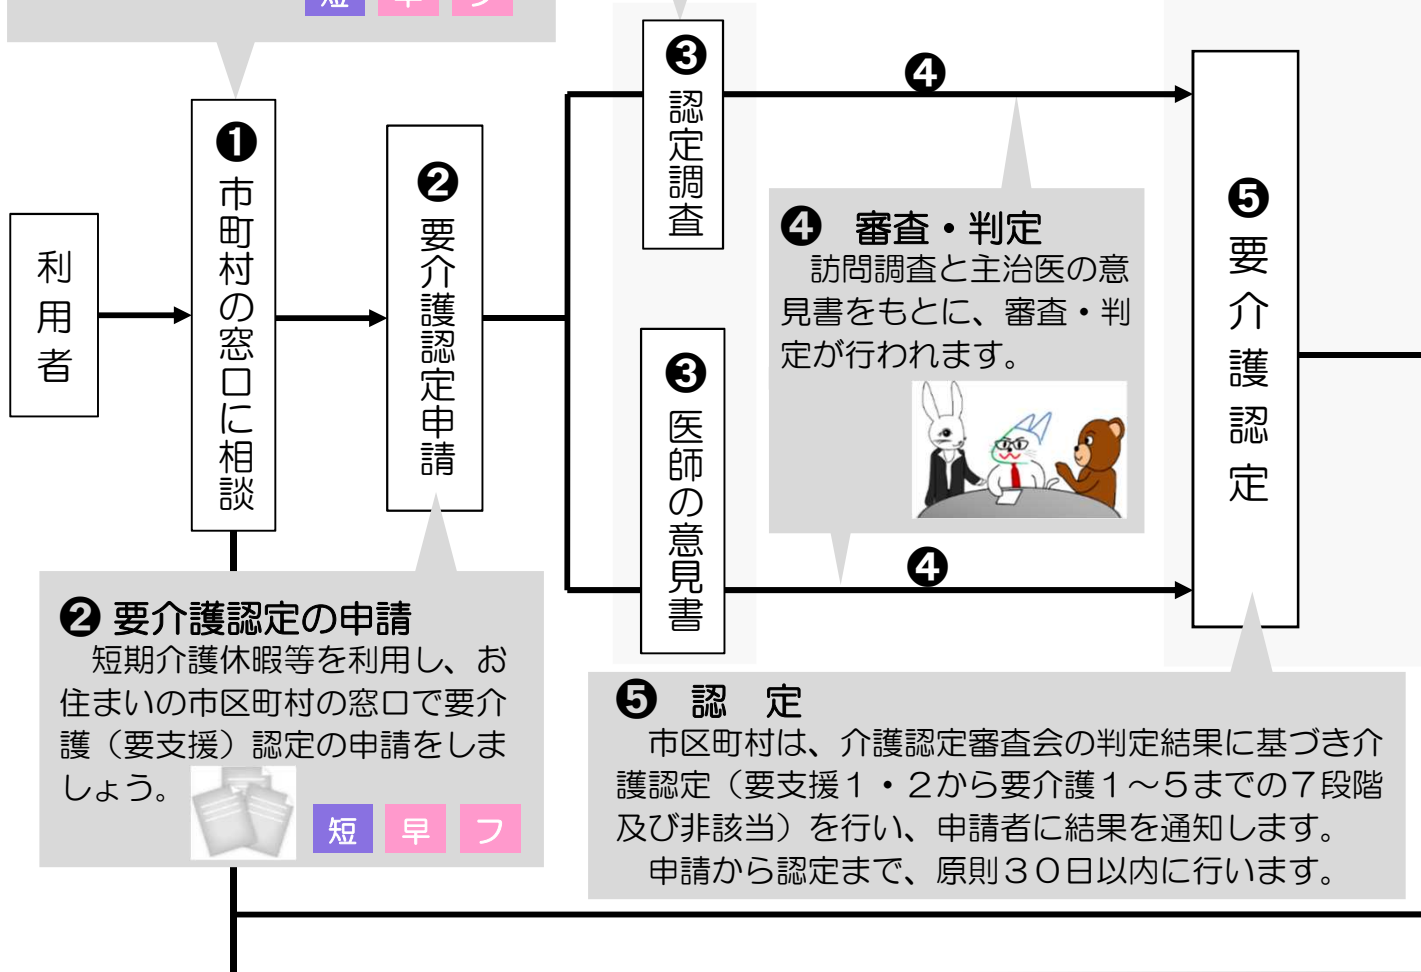 短 早 フ
利用者
❶市町村の窓口に相談
❷要介護認定申請
❸認定調査
❸医師の意見書
❹
❹ 審査・判定
訪問調査と主治医の意
見書をもとに、審査・判
定が行われます。
❹
❺要介護認定
❷ 要介護認定の申請
短期介護休暇等を利用し、お
住まいの市区町村の窓口で要介
護（要支援）認定の申請をしま
しょう。
短 早 フ
❺ 認 定
市区町村は、介護認定審査会の判定結果に基づき介
護認定（要支援１・２から要介護１～５までの７段階
及び非該当）を行い、申請者に結果を通知します。
申請から認定まで、原則３０日以内に行います。